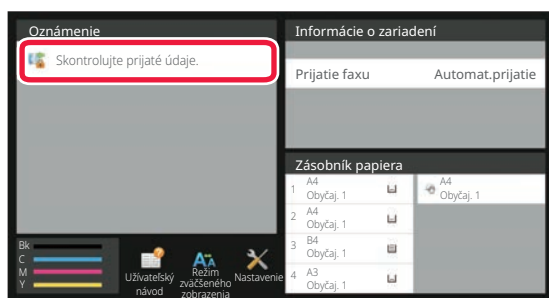 Oznámenie
Skontrolujte prijaté údaje.
Informácie o zariadení
Prijatie faxu Automat.prijatie
Zásobník papiera
1 A4
Obyčaj. 1
A4
Obyčaj. 1
2 A4
Obyčaj. 1
3 B4
Obyčaj. 1
4 A3
Obyčaj. 1
Bk
C
M
Y
Užívateľský
návod
Režim
zväčšeného
zobrazenia
Nastavenie